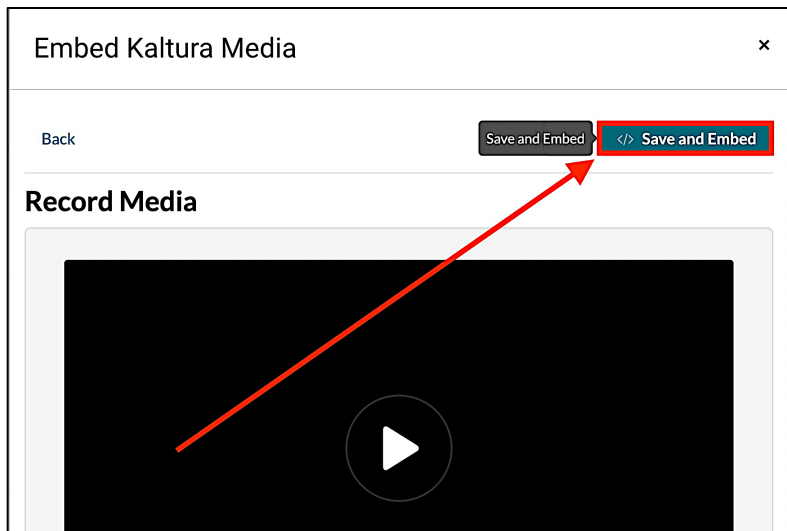 Embed Kaltura Media ×
Back
Save and Embed
</> Save and Embed
Record Media